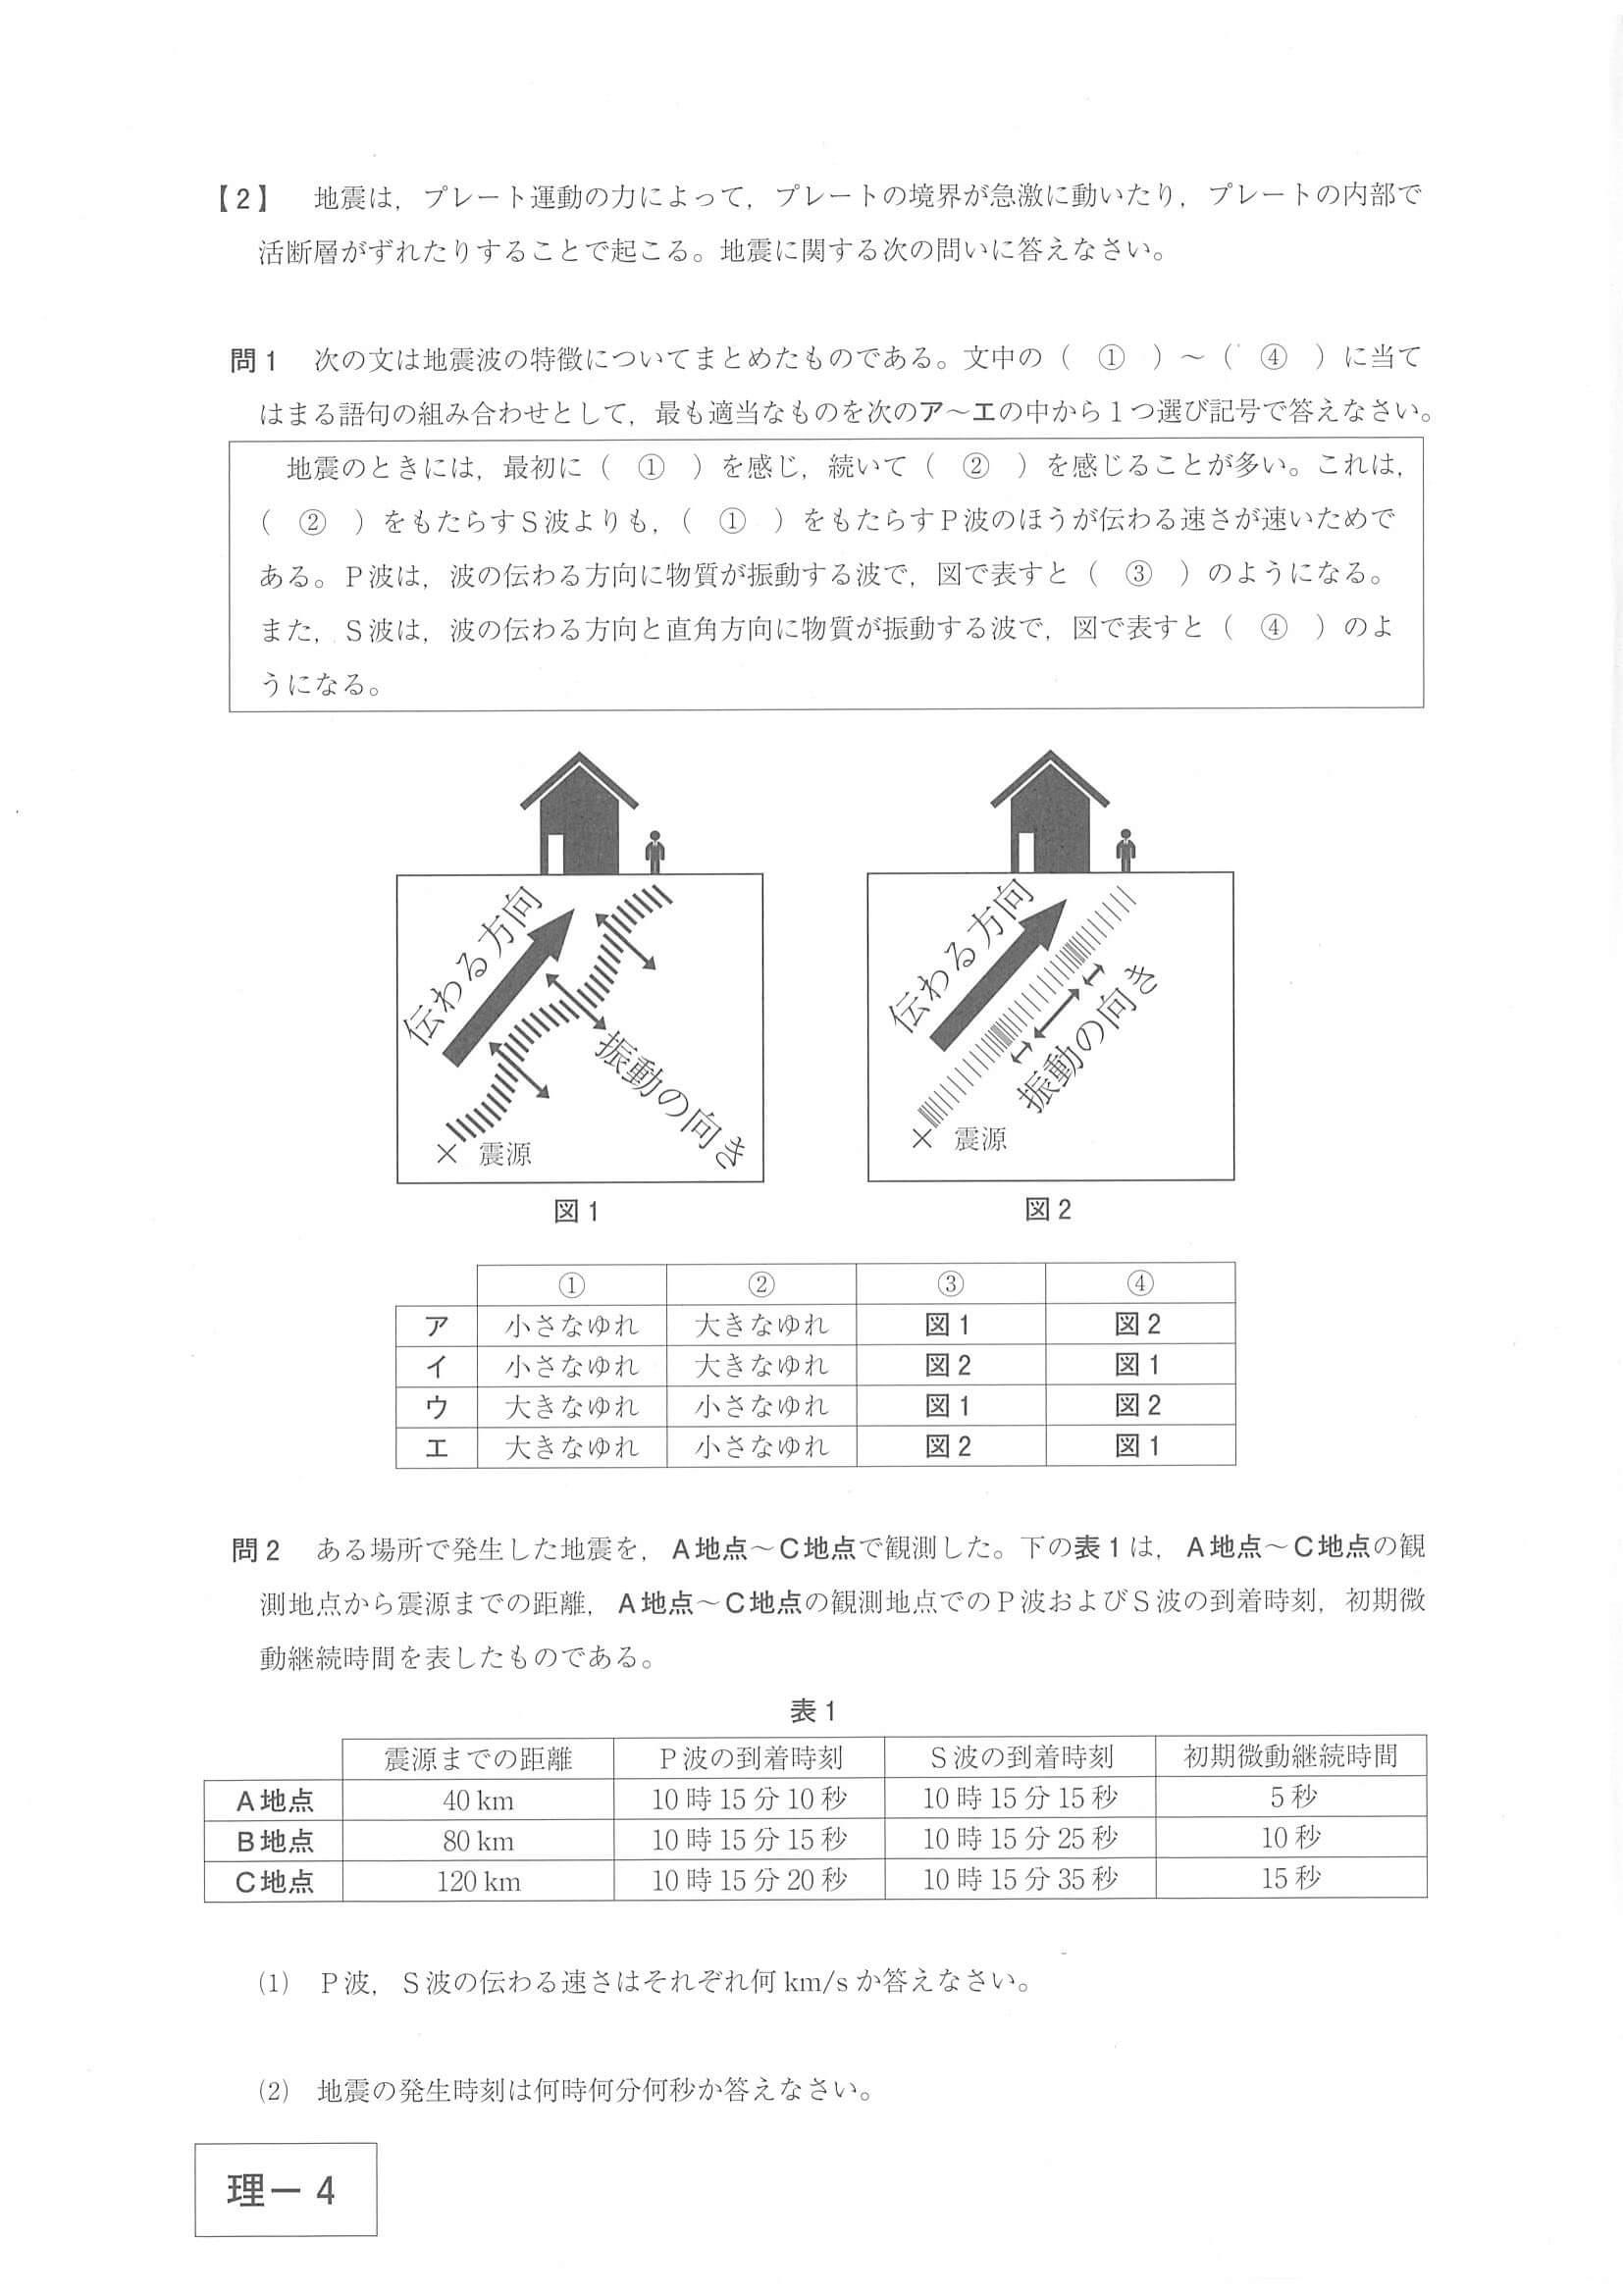 【2】　地震は，プレート運動の力によって，プレートの境界が急激に動いたり，プレートの内部で
活断層がずれたりすることで起こる。地震に関する次の問いに答えなさい。
問1　次の文は地震波の特徴についてまとめたものである。文中の（　①　）～（　④　）に当て
はまる語句の組み合わせとして，最も適当なものを次のア～エの中から1つ選び記号で答えなさい。
地震のときには，最初に（　①　）を感じ，続いて（　②　）を感じることが多い。これは，
（　②　）をもたらすＳ波よりも，（　①　）をもたらすＰ波のほうが伝わる速さが速いためで
ある。Ｐ波は，波の伝わる方向に物質が振動する波で，図で表すと（　③　）のようになる。
また，Ｓ波は，波の伝わる方向と直角方向に物質が振動する波で，図で表すと（　④　）のよ
うになる。
伝わる方向
振動の向き
× 震源
図1
伝わる方向
振動の向き
× 震源
図2
① ② ③ ④
ア 小さなゆれ 大きなゆれ 図1 図2
イ 小さなゆれ 大きなゆれ 図2 図1
ウ 大きなゆれ 小さなゆれ 図1 図2
エ 大きなゆれ 小さなゆれ 図2 図1
問2　ある場所で発生した地震を，Ａ地点～Ｃ地点で観測した。下の表1は，Ａ地点～Ｃ地点の観
測地点から震源までの距離，Ａ地点～Ｃ地点の観測地点でのＰ波およびＳ波の到着時刻，初期微
動継続時間を表したものである。
表1
震源までの距離 Ｐ波の到着時刻 Ｓ波の到着時刻 初期微動継続時間
Ａ地点 40 km 10時15分10秒 10時15分15秒 5秒
Ｂ地点 80 km 10時15分15秒 10時15分25秒 10秒
Ｃ地点 120 km 10時15分20秒 10時15分35秒 15秒
(1)　Ｐ波，Ｓ波の伝わる速さはそれぞれ何km/sか答えなさい。
(2)　地震の発生時刻は何時何分何秒か答えなさい。
理－4